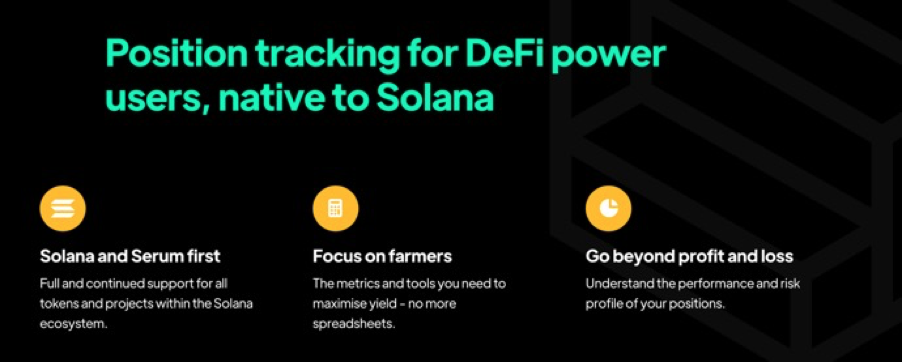 Position tracking for DeFi power
users, native to Solana
Solana and Serum first
Full and continued support for all
tokens and projects within the Solana
ecosystem.
Focus on farmers
The metrics and tools you need to
maximise yield - no more
spreadsheets.
Go beyond profit and loss
Understand the performance and risk
profile of your positions.